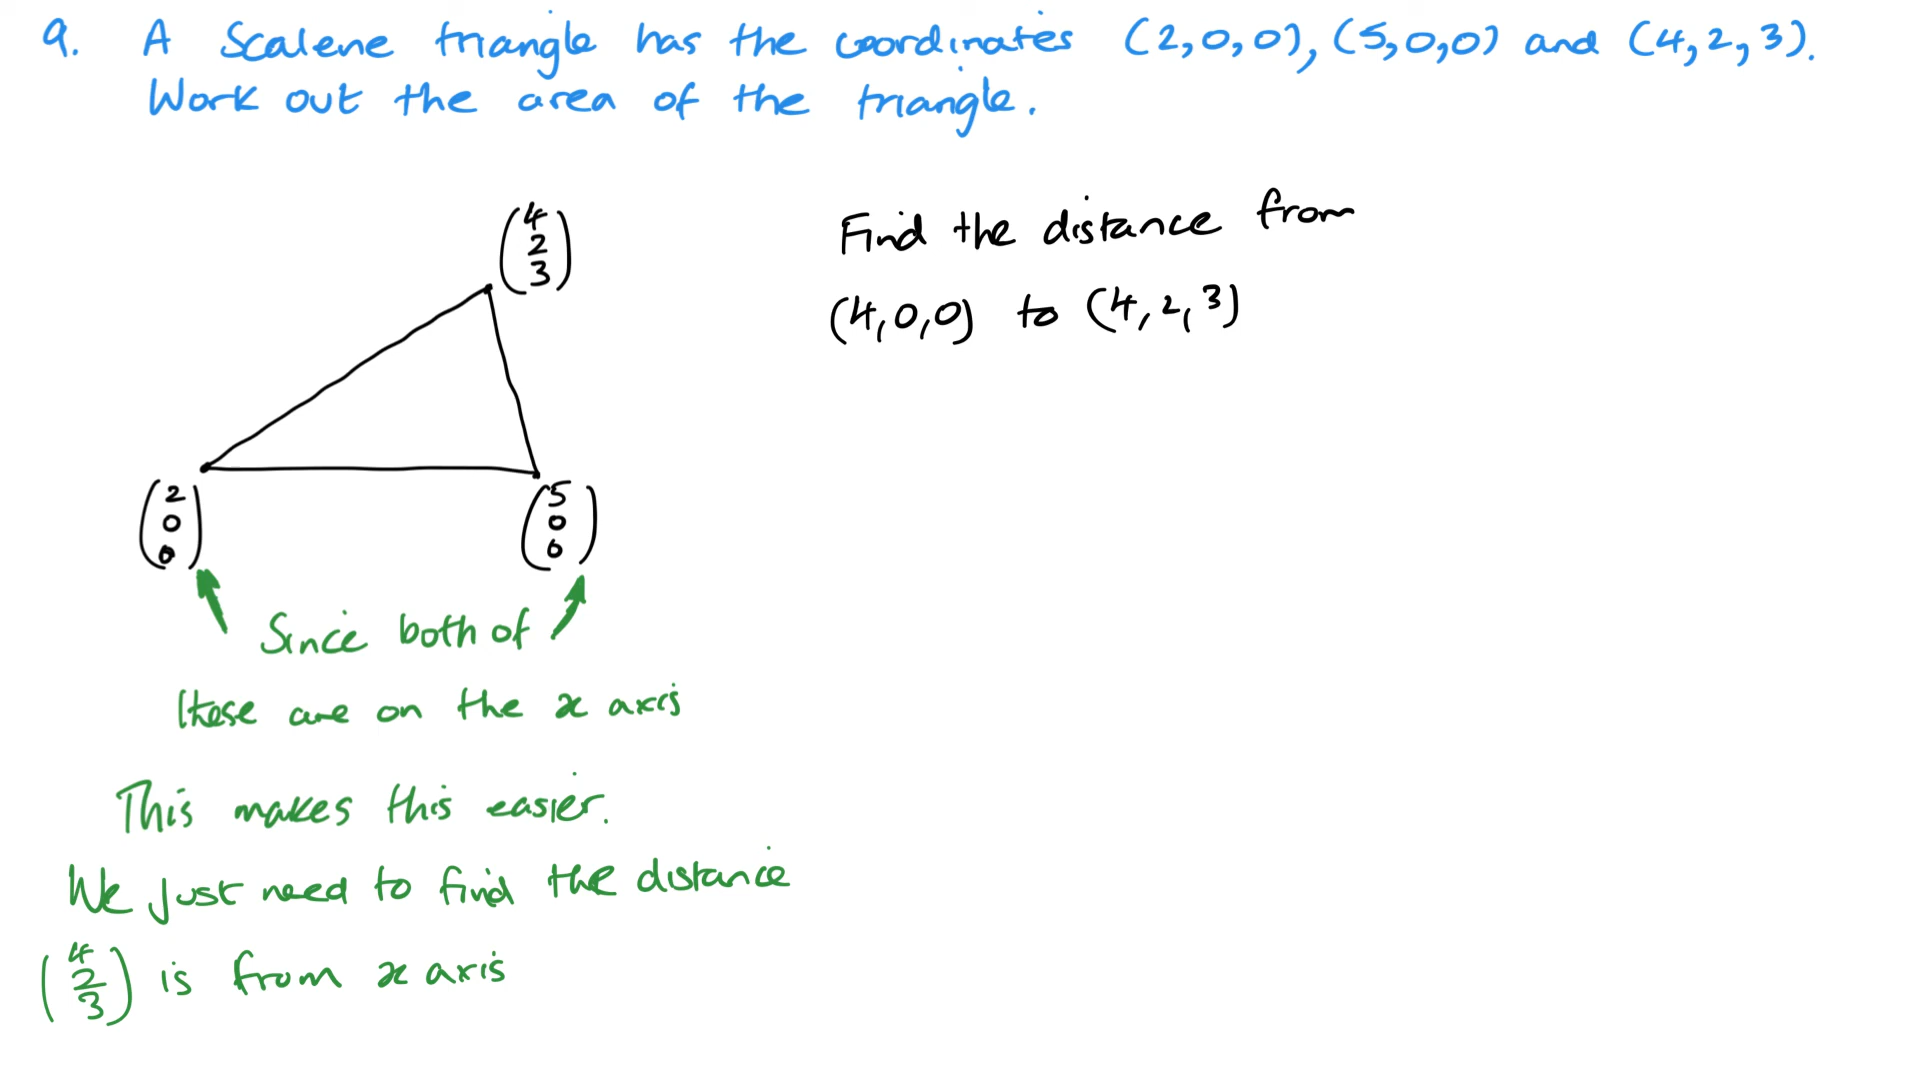 9. A Scalene triangle has the coordinates (2,0,0), (5,0,0) and (4,2,3).
Work out the area of the triangle.
(4
2
3)
Find the distance from
(4,0,0) to (4,2,3)
(2
0
0)
(5
0
0)
Since both of
these are on the x axis
This makes this easier.
We just need to find the distance
(4
2
3) is from x axis